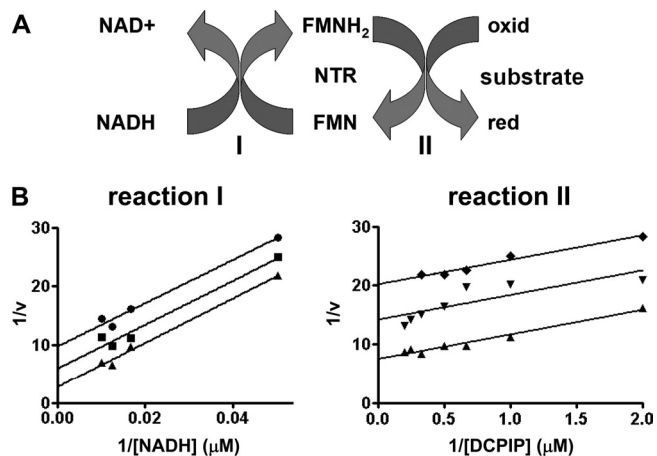 A
NAD+ FMNH₂ oxid
NTR substrate
NADH FMN red
I II
B reaction I reaction II
30 30
20 20
1/v 1/v
10 10
0 0
0.00 0.02 0.04 0.0 0.5 1.0 1.5 2.0
1/[NADH] (μM) 1/[DCPIP] (μM)